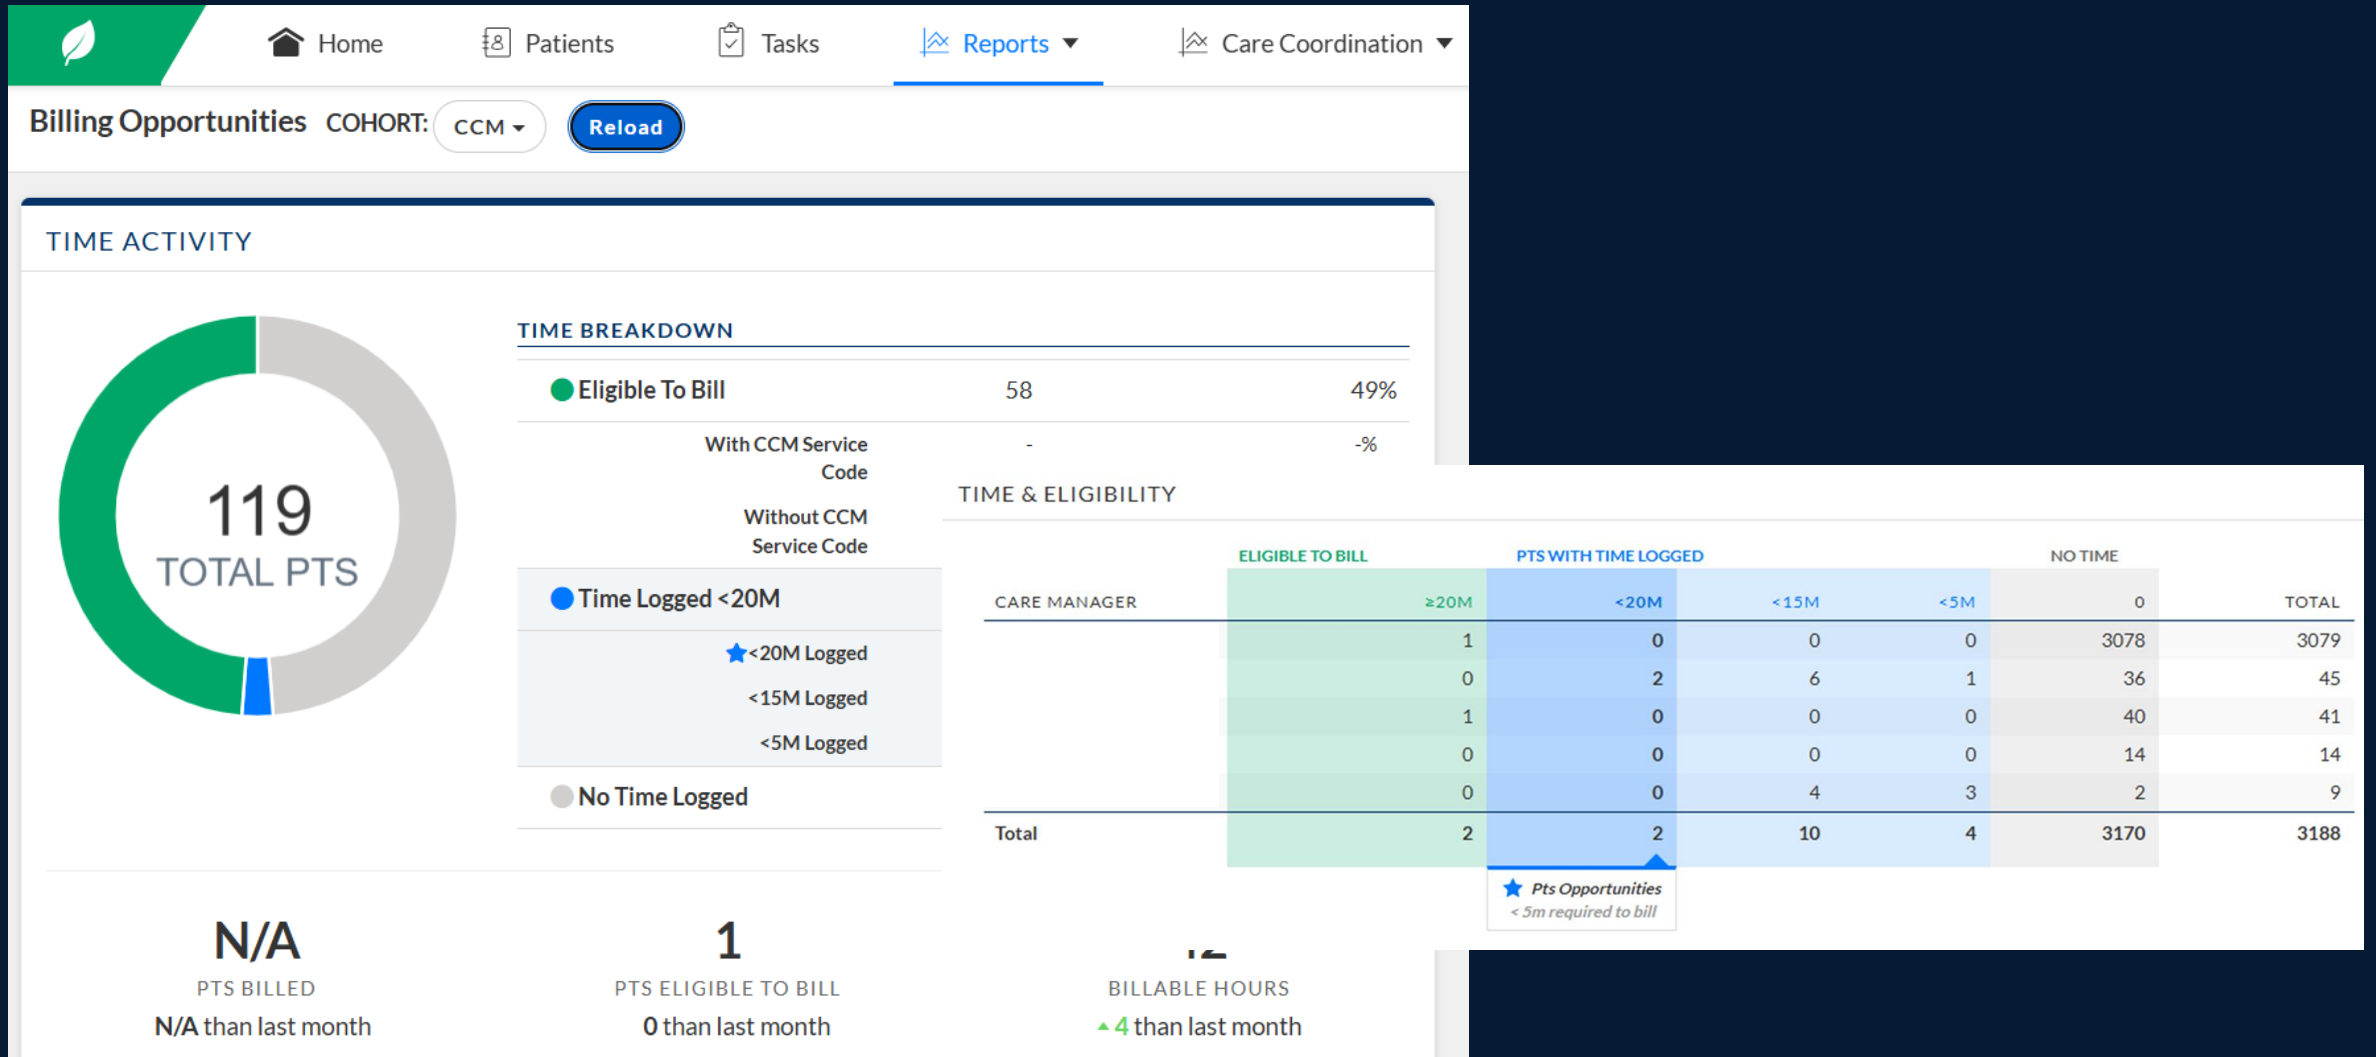 Home Patients Tasks Reports Care Coordination
Billing Opportunities COHORT: CCM Reload
TIME ACTIVITY
119
TOTAL PTS
TIME BREAKDOWN
Eligible To Bill 58 49%
With CCM Service - -%
Code
Without CCM
Service Code
Time Logged <20M
<20M Logged
<15M Logged
<5M Logged
No Time Logged
TIME & ELIGIBILITY
ELIGIBLE TO BILL PTS WITH TIME LOGGED NO TIME
CARE MANAGER ≥20M <20M <15M <5M 0 TOTAL
1 0 0 0 3078 3079
0 2 6 1 36 45
1 0 0 0 40 41
0 0 0 0 14 14
0 0 4 3 2 9
Total 2 2 10 4 3170 3188
Pts Opportunities
< 5m required to bill
N/A 1
PTS BILLED PTS ELIGIBLE TO BILL BILLABLE HOURS
N/A than last month 0 than last month 4 than last month